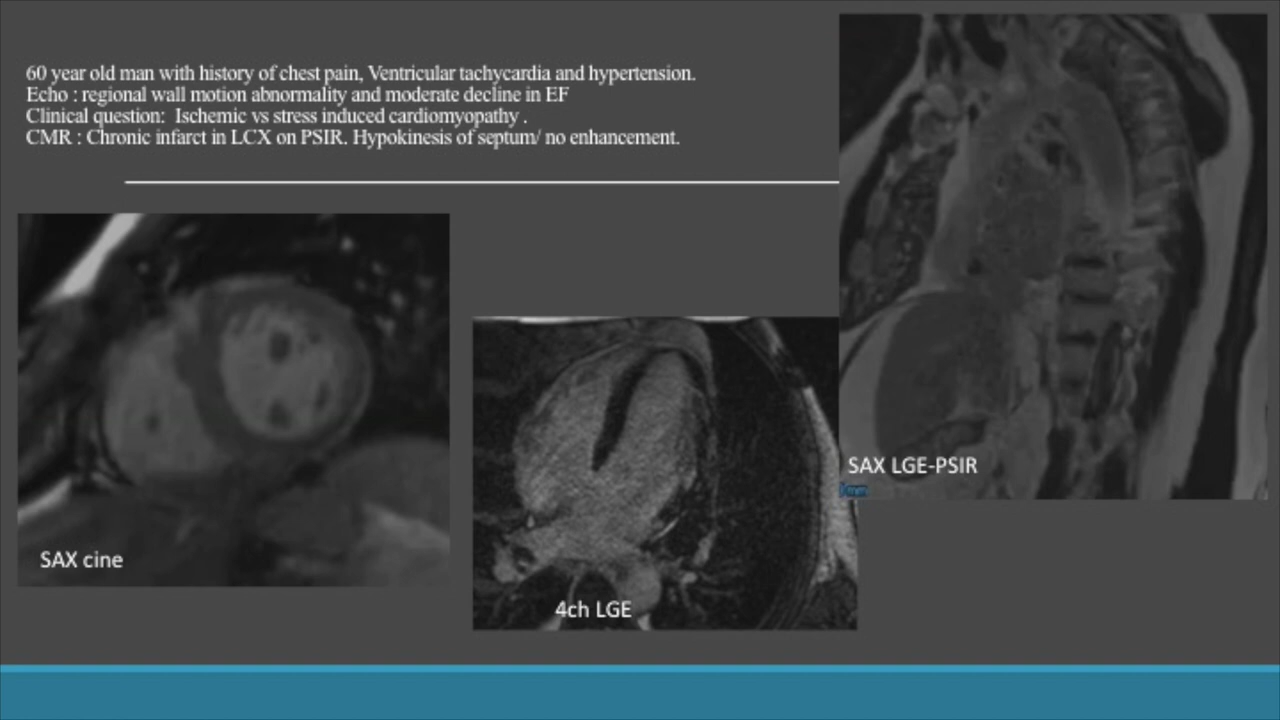 60 year old man with history of chest pain, Ventricular tachycardia and hypertension.
Echo : regional wall motion abnormality and moderate decline in EF
Clinical question:  Ischemic vs stress induced cardiomyopathy .
CMR : Chronic infarct in LCX on PSIR. Hypokinesis of septum/ no enhancement.
SAX LGE-PSIR
SAX cine
4ch LGE